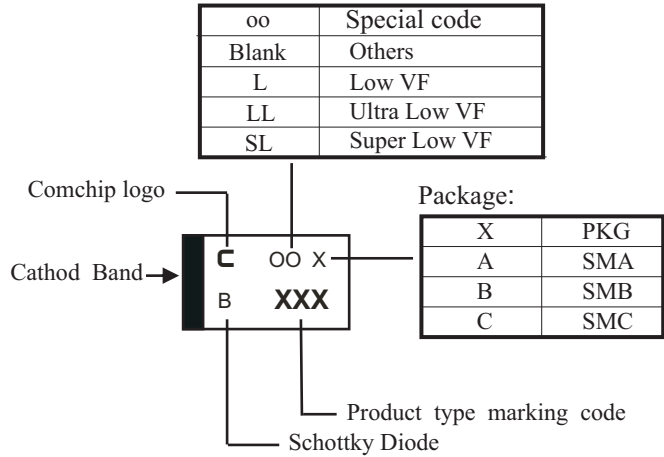 oo Special code
Blank Others
L Low VF
LL Ultra Low VF
SL Super Low VF
Comchip logo
Package:
X PKG
A SMA
B SMB
C SMC
Cathod Band
C OO X
B XXX
Product type marking code
Schottky Diode